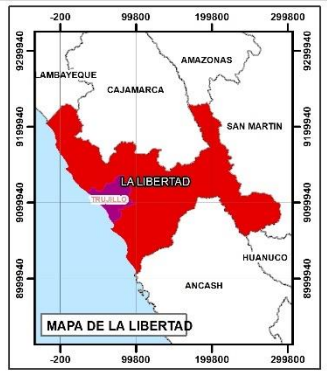 -200 99800 199800 299800
9299940 9299940
AMAZONAS
LAMBAYEQUE
CAJAMARCA
9199940 9199940
SAN MARTIN
LA LIBERTAD
TRUJILLO
9099940 9099940
HUANUCO
8999940 8999940
ANCASH
MAPA DE LA LIBERTAD
-200 99800 199800 299800